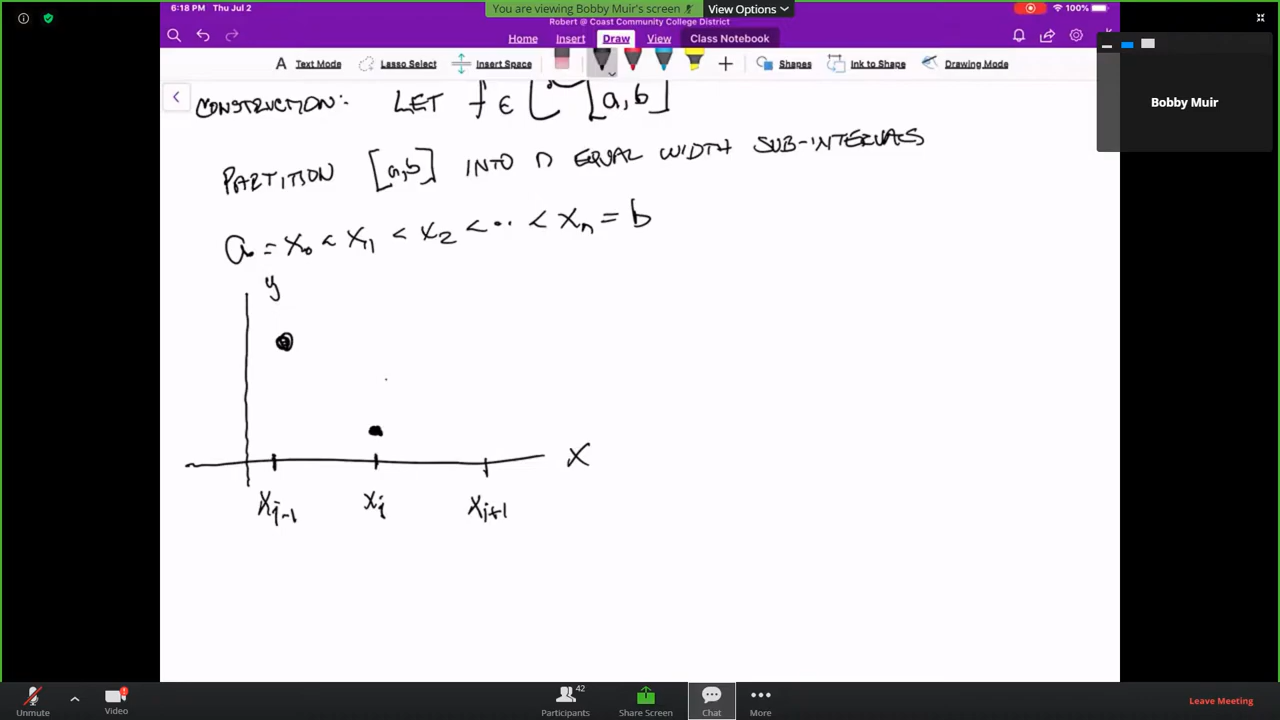 6:18 PM Thu Jul 2
You are viewing Bobby Muir's screen
View Options
100%
Robert @ Coast Community College District
Home Insert Draw View Class Notebook
Text Mode Lasso Select Insert Space Shapes Ink to Shape Drawing Mode
Bobby Muir
CONSTRUCTION: LET f ∈ [a,b]
PARTITION [a,b] INTO n EQUAL WIDTH SUB-INTERVALS
a = x₀ < x₁ < x₂ < ... < xₙ = b
y
x
xᵢ₋₁ xᵢ xᵢ₊₁
Unmute Video Participants 42 Share Screen Chat More Leave Meeting